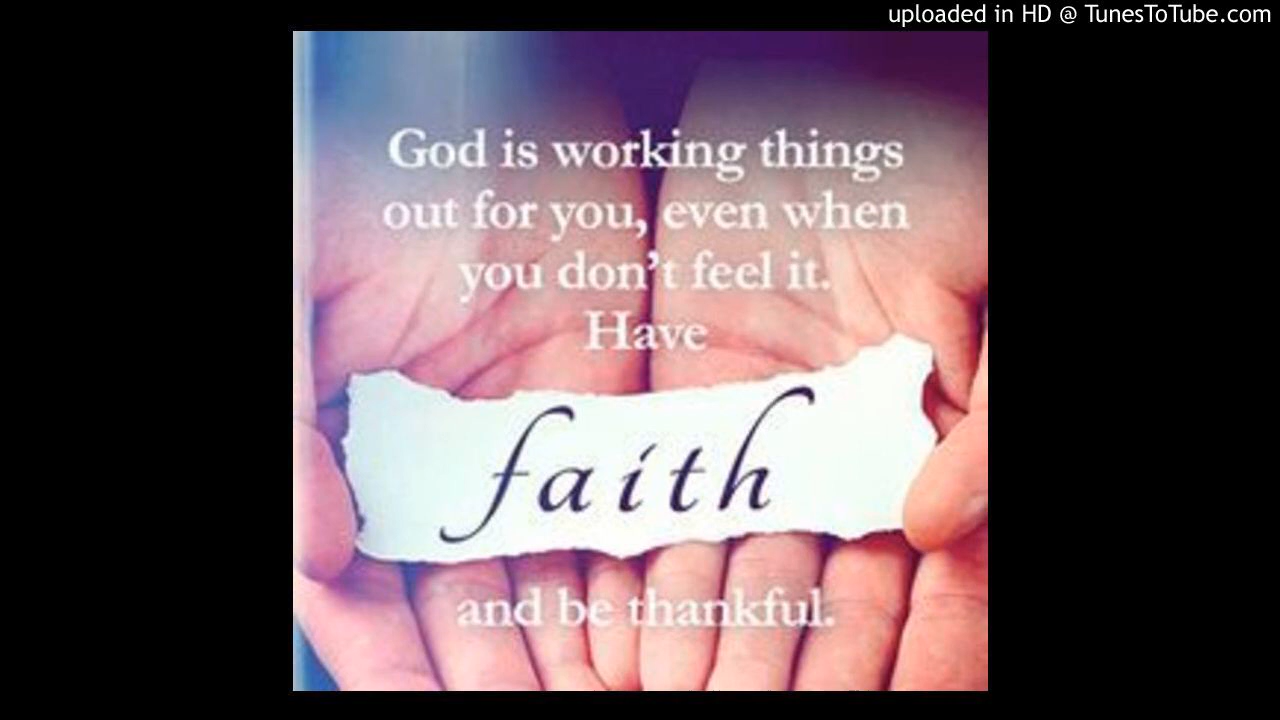 uploaded in HD @ TunesToTube.com
God is working things
out for you, even when
you don't feel it.
Have
faith
and be thankful.